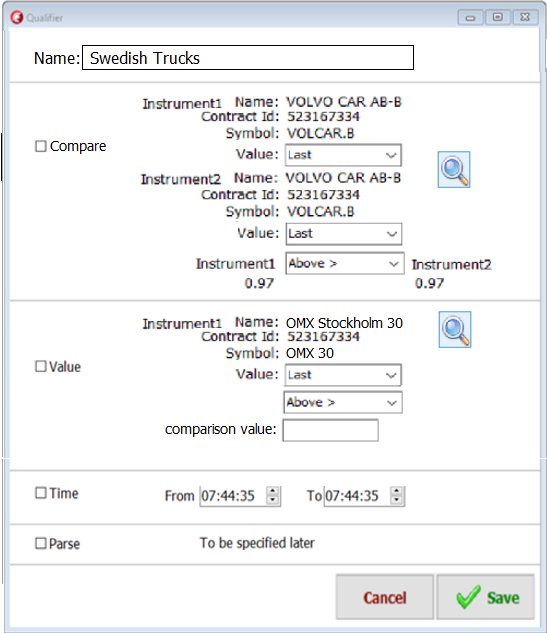 Qualifier
Name: Swedish Trucks
Instrument1 Name: VOLVO CAR AB-B
Contract Id: 523167334
Symbol: VOLCAR.B
Compare
Value: Last
Instrument2 Name: VOLVO CAR AB-B
Contract Id: 523167334
Symbol: VOLCAR.B
Value: Last
Instrument1 Above > Instrument2
0.97 0.97
Instrument1 Name: OMX Stockholm 30
Contract Id: 523167334
Symbol: OMX 30
Value
Value: Last
Above >
comparison value:
Time From 07:44:35 To 07:44:35
Parse To be specified later
Cancel Save